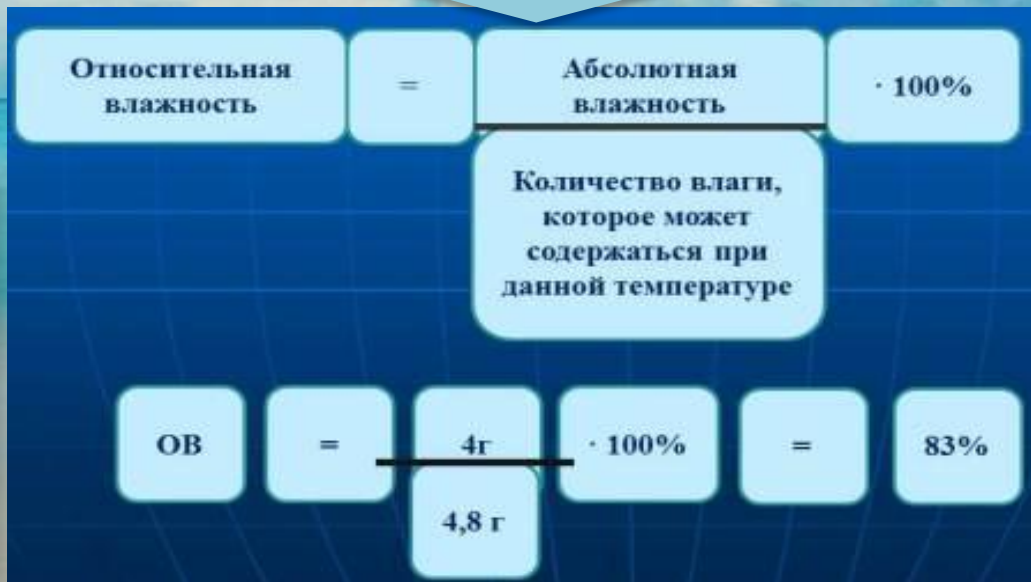 Относительная
влажность
=
Абсолютная
влажность
· 100%
Количество влаги,
которое может
содержаться при
данной температуре
ОВ
=
4г
· 100%
=
83%
4,8 г